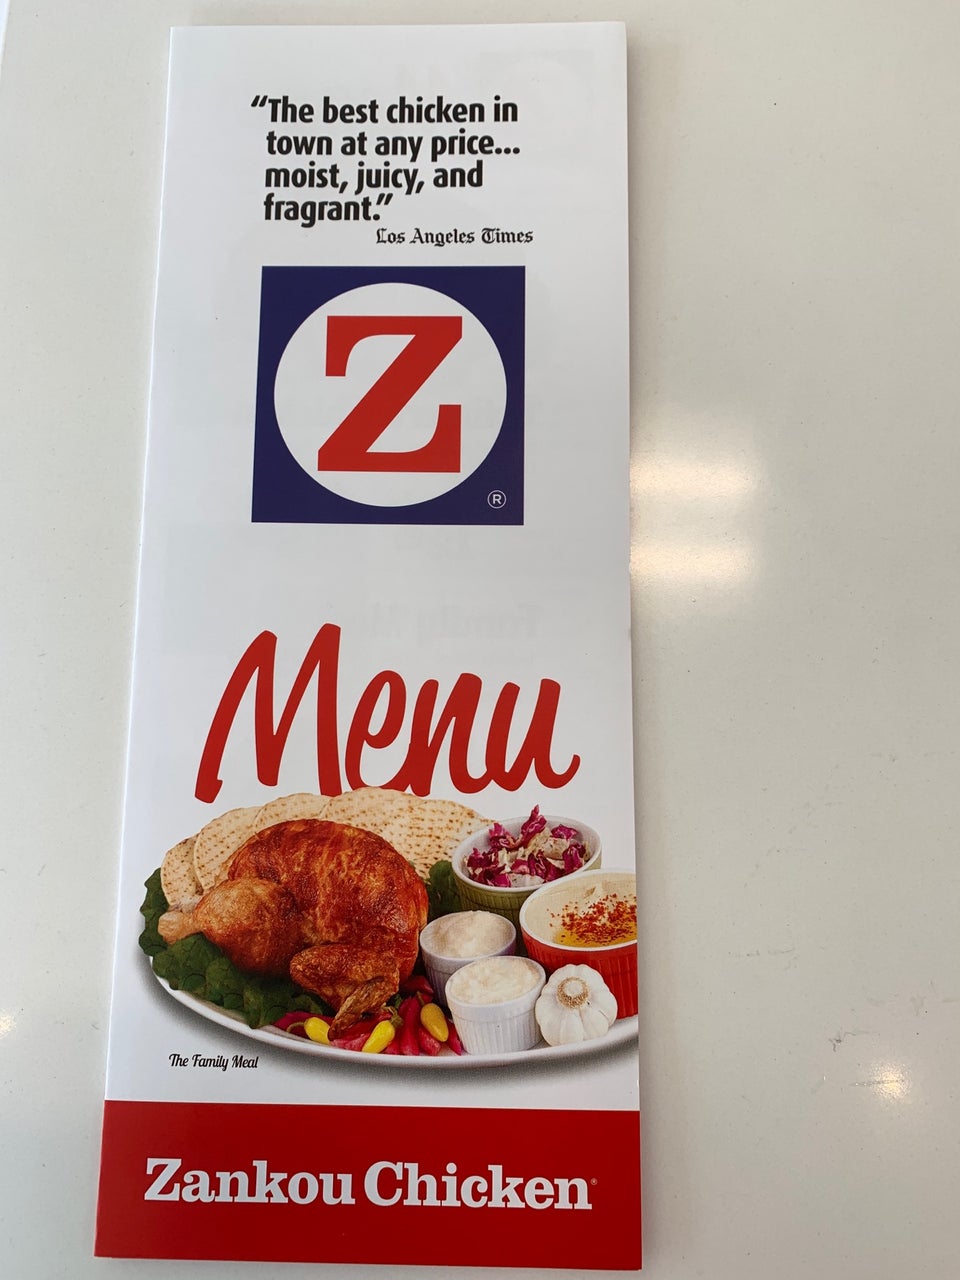 “The best chicken in
town at any price...
moist, juicy, and
fragrant.”
Los Angeles Times
Z
®
Menu
The Family Meal
Zankou Chicken®